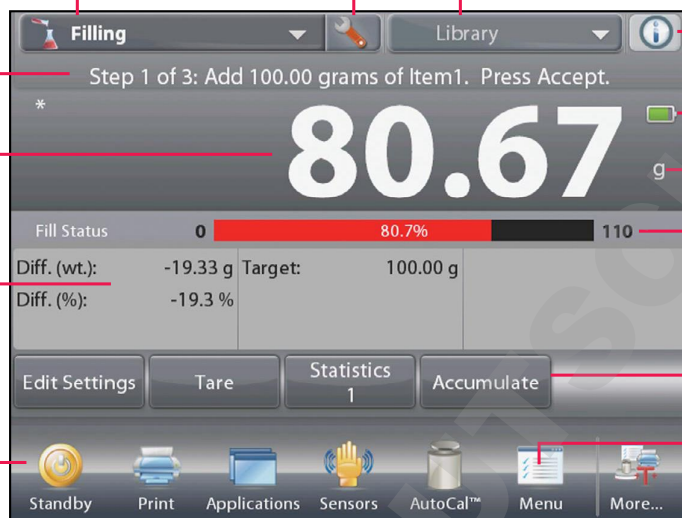 Filling Library
Step 1 of 3: Add 100.00 grams of Item1. Press Accept.
*
80.67
g
Fill Status 0 80.7% 110
Diff. (wt.): -19.33 g Target: 100.00 g
Diff. (%): -19.3 %
Edit Settings Tare Statistics 1 Accumulate
Standby Print Applications Sensors AutoCal™ Menu More...